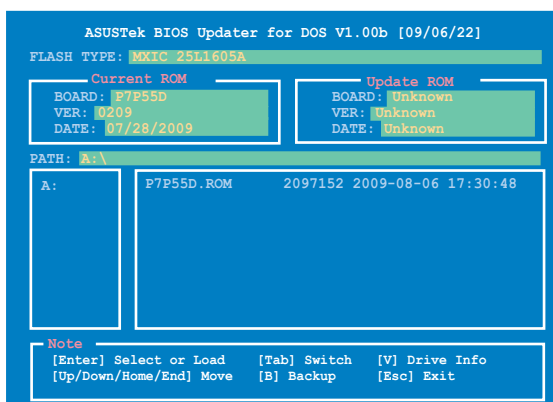 ASUSTek BIOS Updater for DOS V1.00b [09/06/22]
FLASH TYPE: MXIC 25L1605A
Current ROM
BOARD: P7P55D
VER: 0209
DATE: 07/28/2009
Update ROM
BOARD: Unknown
VER: Unknown
DATE: Unknown
PATH: A:\
A:
P7P55D.ROM 2097152 2009-08-06 17:30:48
Note
[Enter] Select or Load [Tab] Switch [V] Drive Info
[Up/Down/Home/End] Move [B] Backup [Esc] Exit